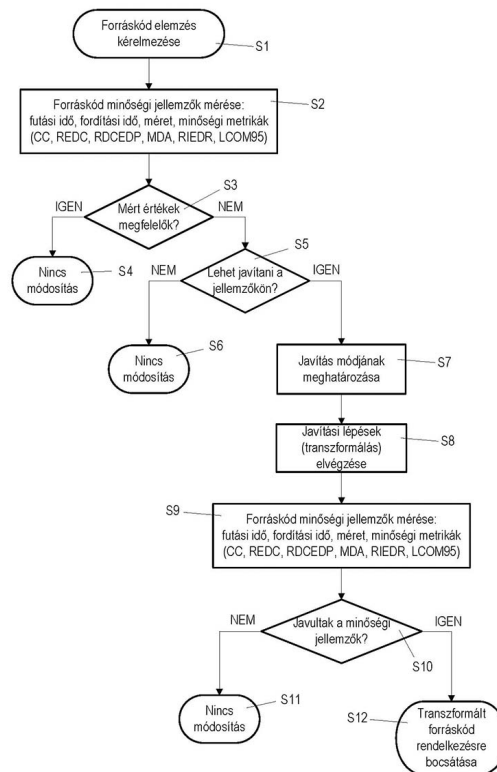 Forráskód elemzés
kérelmezése
S1
S2
Forráskód minőségi jellemzők mérése:
futási idő, fordítási idő, méret, minőségi metrikák
(CC, REDC, RDCEDP, MDA, RIEDR, LCOM95)
S3
IGEN
Mért értékek
megfelelők?
NEM
S5
Nincs
módosítás
S4
NEM
Lehet javítani a
jellemzőkön?
IGEN
Nincs
módosítás
S6
Javítás módjának
meghatározása
S7
Javítási lépések
(transzformálás)
elvégzése
S8
S9
Forráskód minőségi jellemzők mérése:
futási idő, fordítási idő, méret, minőségi metrikák
(CC, REDC, RDCEDP, MDA, RIEDR, LCOM95)
NEM
Javultak a minőségi
jellemzők?
IGEN
S10
Nincs
módosítás
S11
S12
Transzformált
forráskód
rendelkezésre
bocsátása